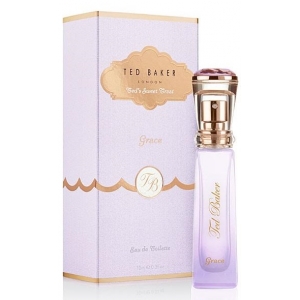 TED BAKER
LONDON
Ted's Sweet Treats
Grace
TB
Eau de Toilette
Ted Baker
Grace